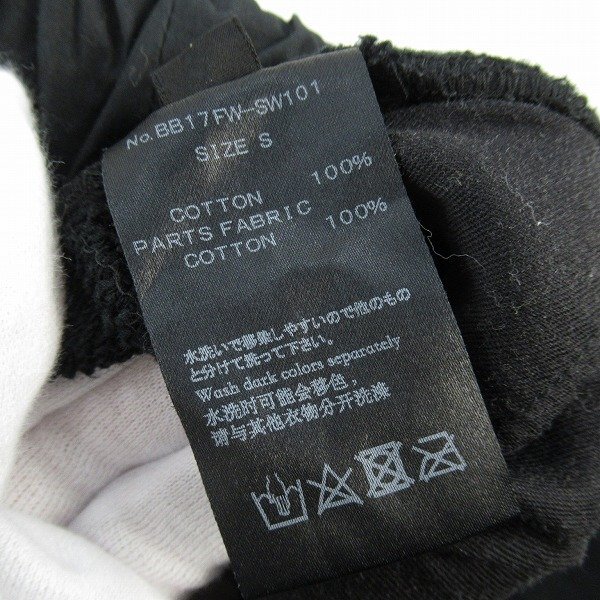 No.BB17FW-SW101
SIZE S
COTTON 100%
PARTS FABRIC
COTTON 100%
水洗いで移染しやすいので他のもの
と分けて洗って下さい。
Wash dark colors separately
水洗时可能会移色,
请与其他衣物分开洗滌